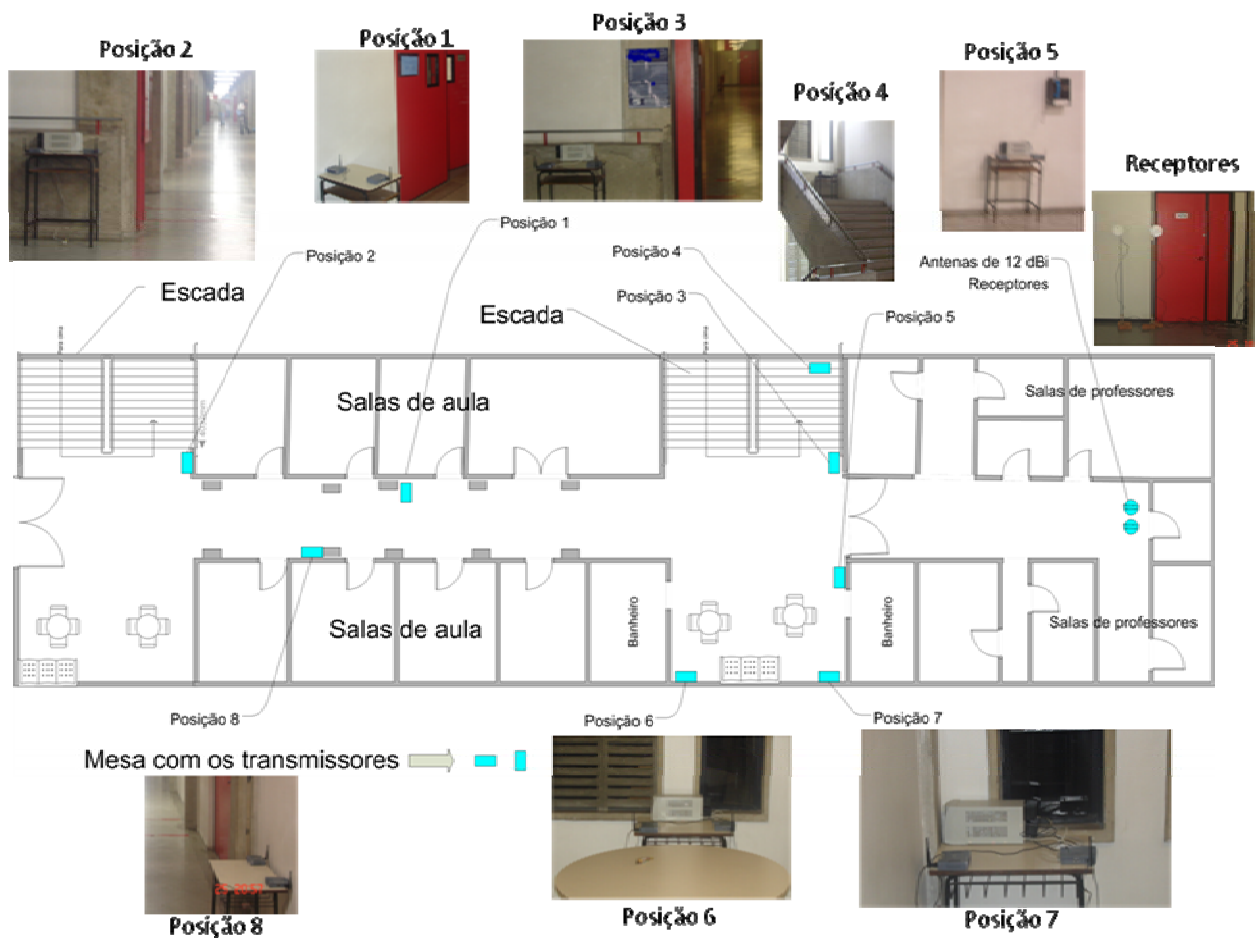 Posição 3
Posição 1
Posição 2
Posição 5
Posição 4
Receptores
Posição 1
Posição 2
Posição 4
Antenas de 12 dBi
Receptores
Escada
Posição 3
Escada
Posição 5
Salas de professores
Salas de aula
Banheiro
Banheiro
Salas de professores
Salas de aula
Posição 8
Posição 6
Posição 7
Mesa com os transmissores
Posição 8
Posição 6
Posição 7